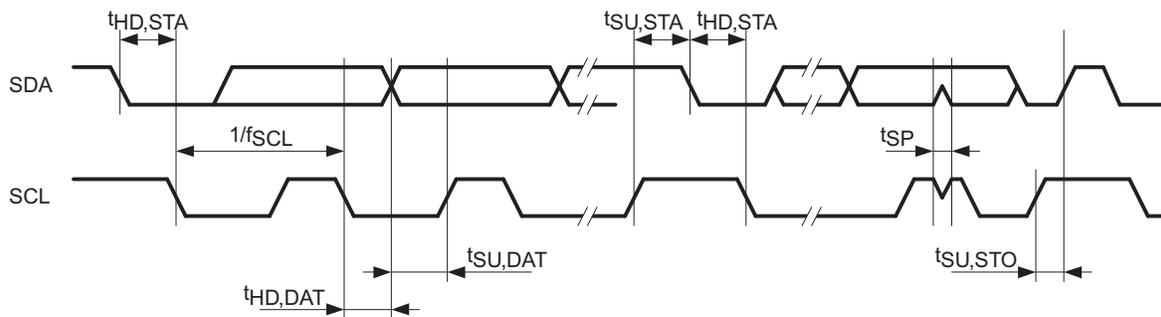 tHD,STA
tSU,STA
tHD,STA
SDA
1/fSCL
tSP
SCL
tSU,DAT
tSU,STO
tHD,DAT